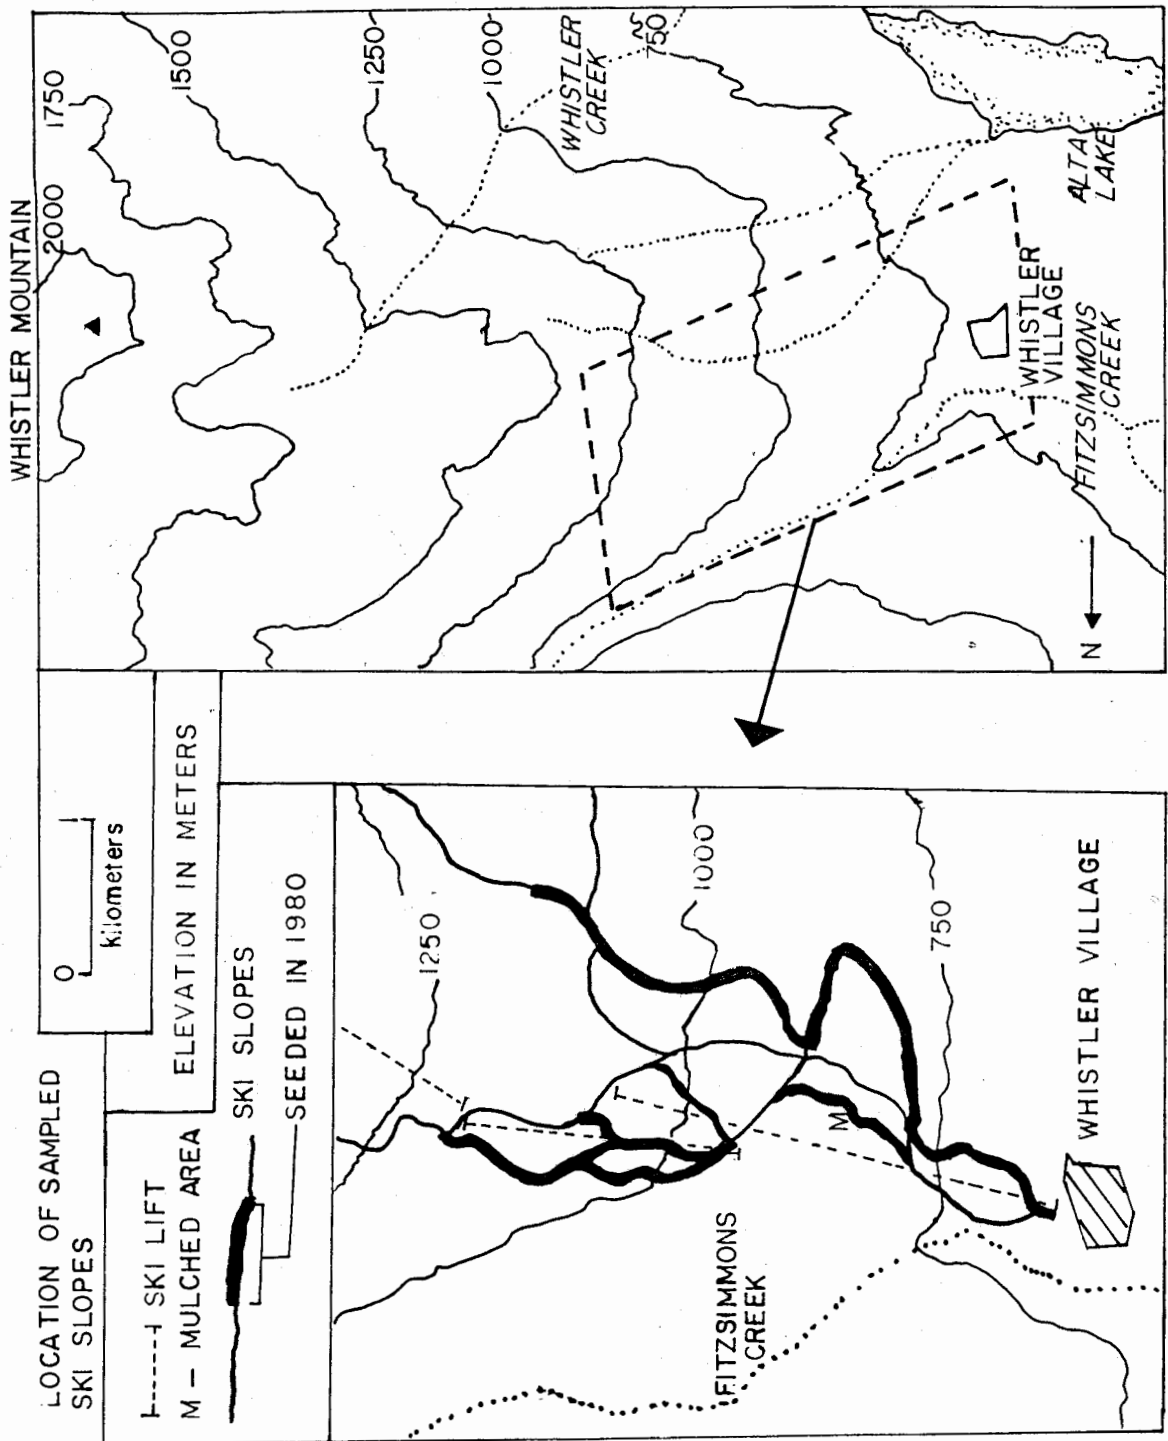 WHISTLER MOUNTAIN
1750
2000
1500
1250
1000
750
WHISTLER
CREEK
ALTA
LAKE
WHISTLER
VILLAGE
FITZSIMMONS
CREEK
N
LOCATION OF SAMPLED
SKI SLOPES
0 1
kilometers
ELEVATION IN METERS
SKI LIFT
M – MULCHED AREA
SKI SLOPES
SEEDED IN 1980
1250
1000
750
M
FITZSIMMONS
CREEK
WHISTLER VILLAGE